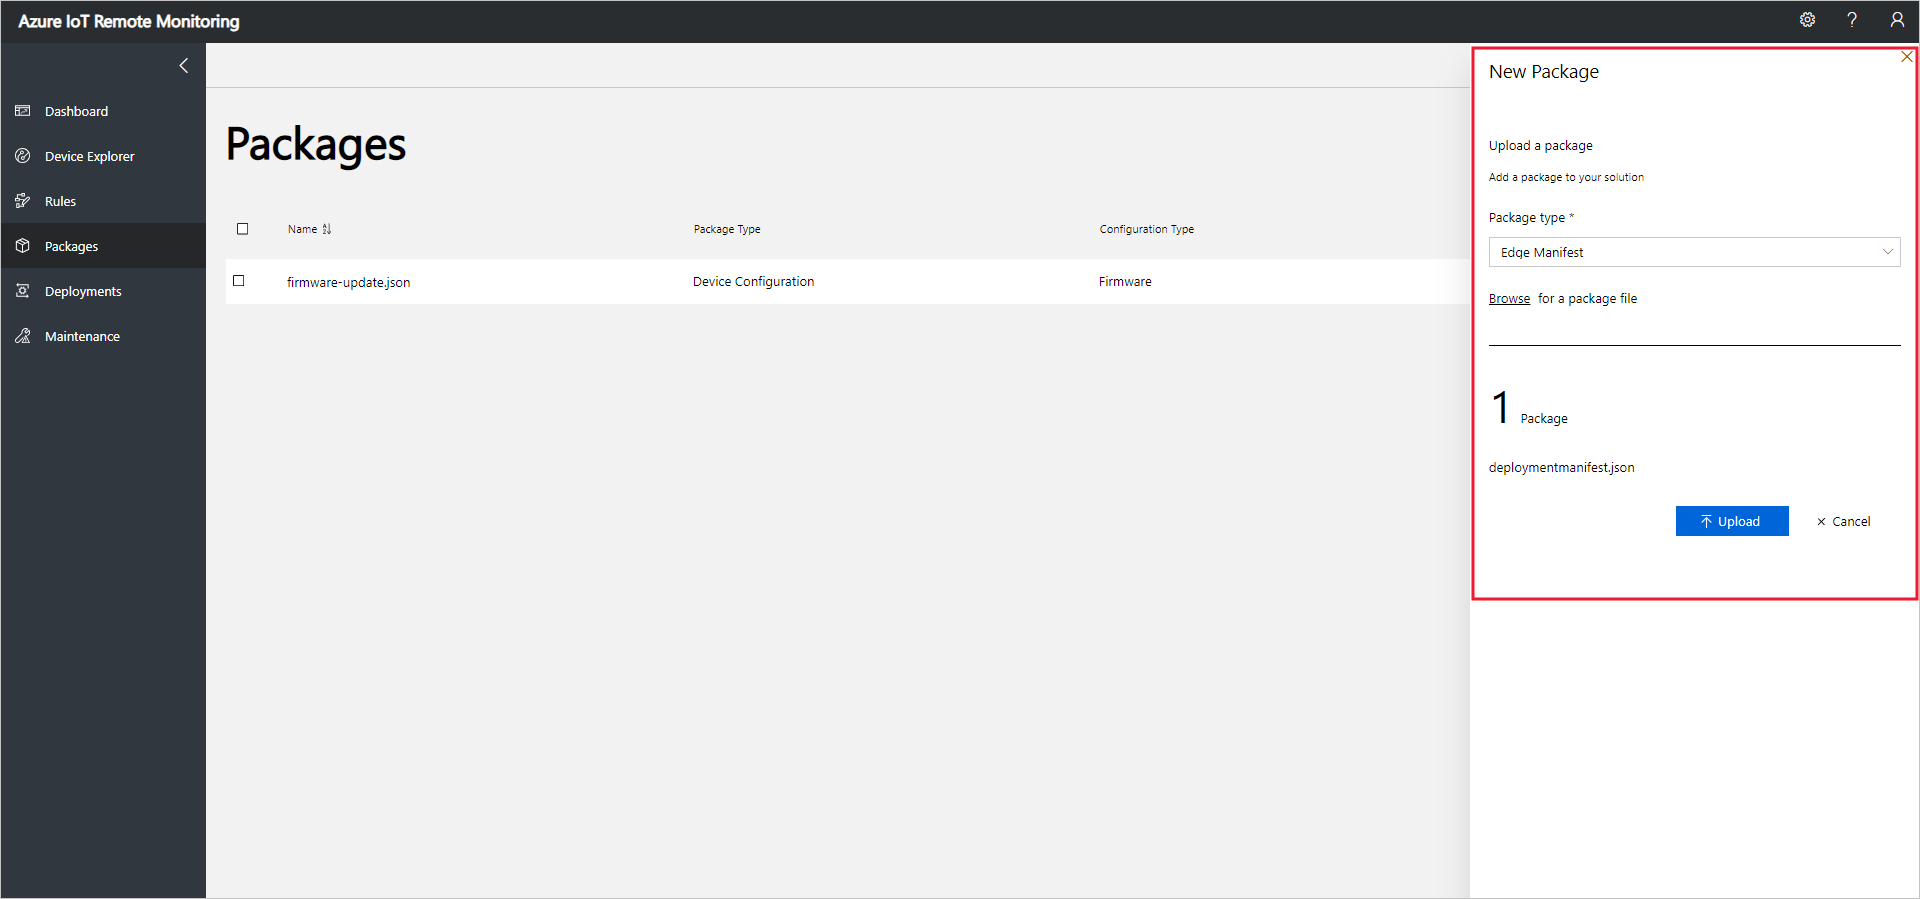 Azure IoT Remote Monitoring
?
Dashboard
Device Explorer
Rules
Packages
Deployments
Maintenance
Packages
Name
Package Type
Configuration Type
firmware-update.json
Device Configuration
Firmware
New Package
Upload a package
Add a package to your solution
Package type *
Edge Manifest
Browse for a package file
1 Package
deploymentmanifest.json
Upload
Cancel